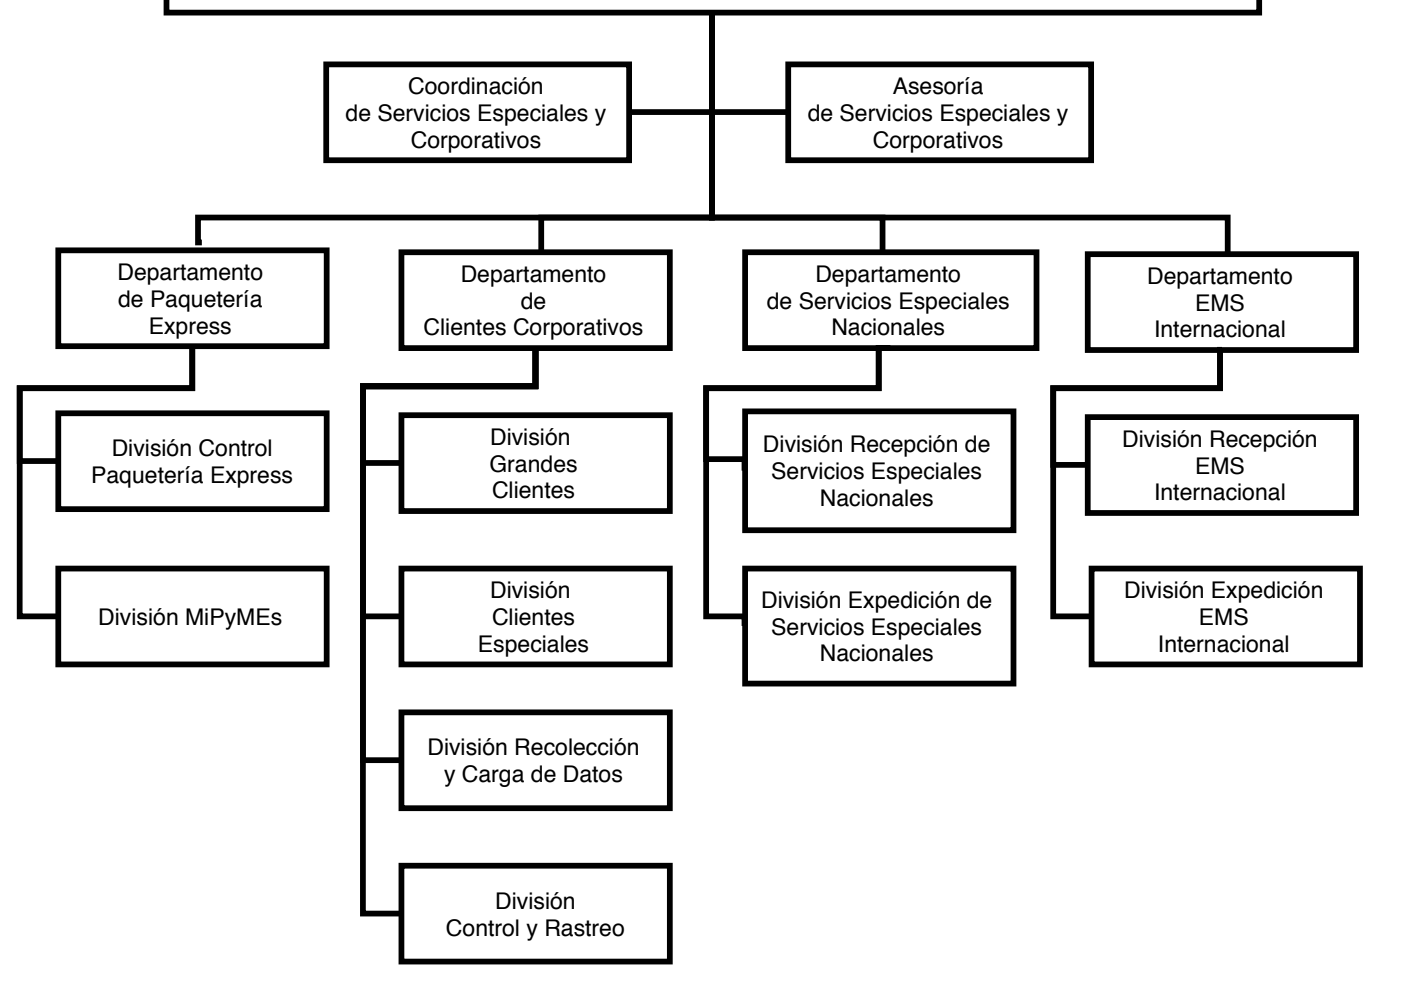 Coordinación
de Servicios Especiales y
Corporativos
Asesoría
de Servicios Especiales y
Corporativos
Departamento
de Paquetería
Express
Departamento
de
Clientes Corporativos
Departamento
de Servicios Especiales
Nacionales
Departamento
EMS
Internacional
División Control
Paquetería Express
División
Grandes
Clientes
División Recepción de
Servicios Especiales
Nacionales
División Recepción
EMS
Internacional
División MiPyMEs
División
Clientes
Especiales
División Expedición de
Servicios Especiales
Nacionales
División Expedición
EMS
Internacional
División Recolección
y Carga de Datos
División
Control y Rastreo